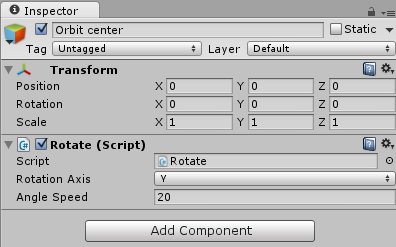 Inspector
Orbit center Static
Tag Untagged Layer Default
Transform
Position X 0 Y 0 Z 0
Rotation X 0 Y 0 Z 0
Scale X 1 Y 1 Z 1
Rotate (Script)
Script Rotate
Rotation Axis Y
Angle Speed 20
Add Component